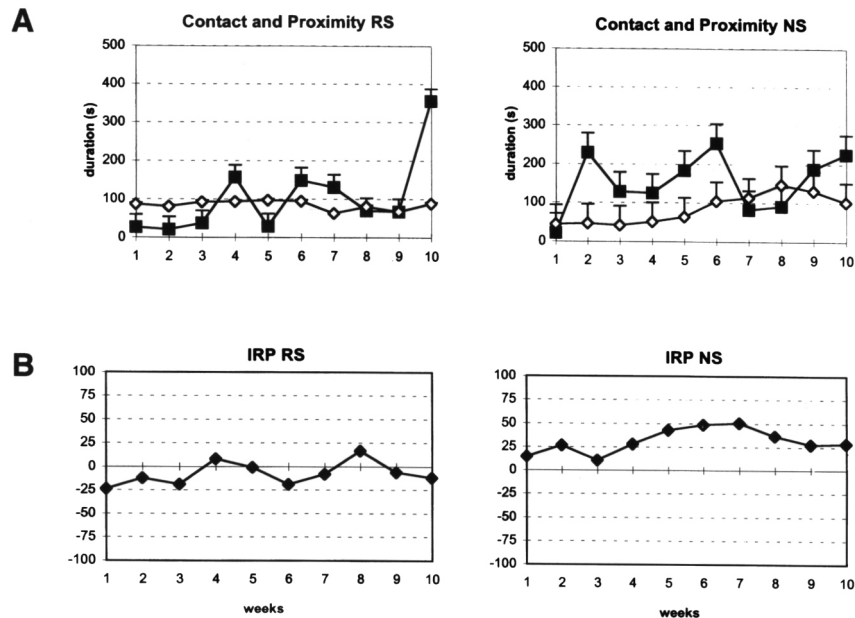 A
Contact and Proximity RS
500
400
300
200
100
0
duration (s)
1 2 3 4 5 6 7 8 9 10
Contact and Proximity NS
500
400
300
200
100
0
duration (s)
1 2 3 4 5 6 7 8 9 10
B
IRP RS
100
75
50
25
0
-25
-50
-75
-100
1 2 3 4 5 6 7 8 9 10
weeks
IRP NS
100
75
50
25
0
-25
-50
-75
-100
1 2 3 4 5 6 7 8 9 10
weeks